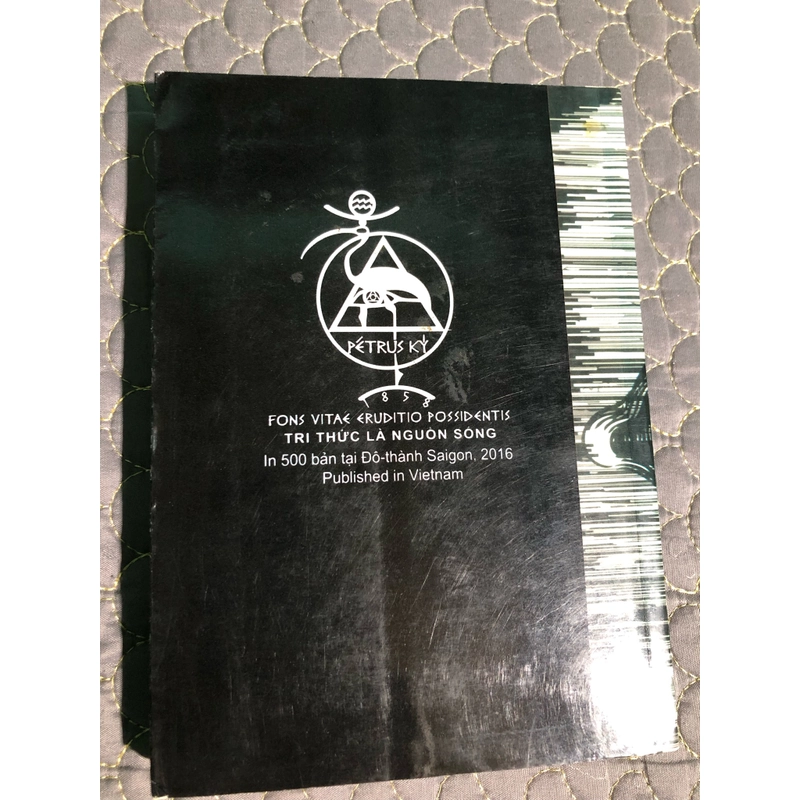 PÉTRUS KÝ
1858
FONS VITAE ERUDITIO POSSIDENTIS
TRI THỨC LÀ NGUỒN SỐNG
In 500 bản tại Đô-thành Saigon. 2016
Published in Vietnam